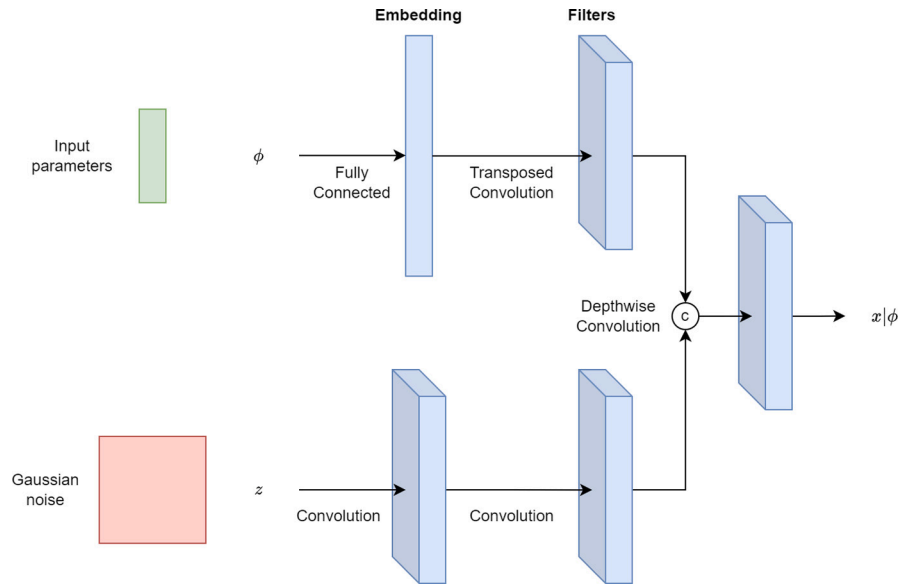 Embedding
Filters
Input
parameters
ϕ
Fully
Connected
Transposed
Convolution
Depthwise
Convolution
C
x|ϕ
Gaussian
noise
z
Convolution
Convolution